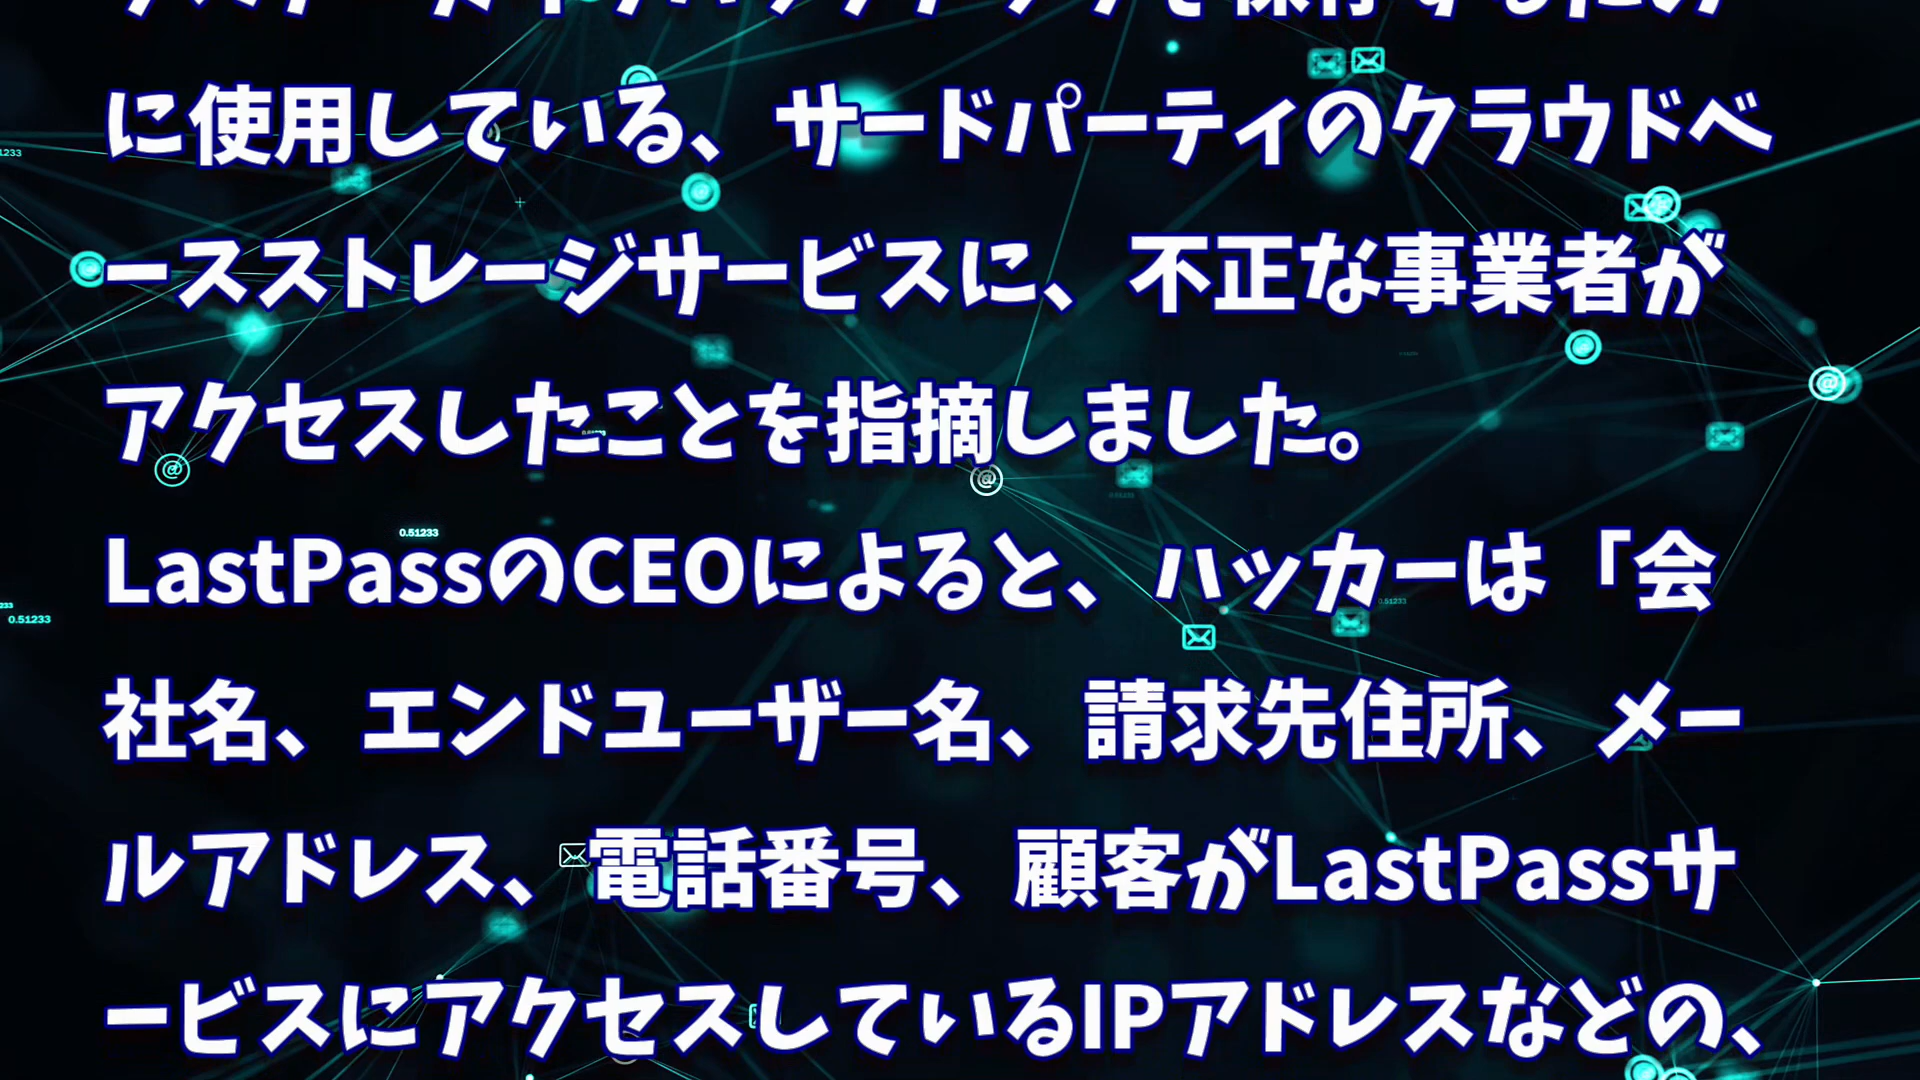 に使用している、サードパーティのクラウドベ
ースストレージサービスに、不正な事業者が
アクセスしたことを指摘しました。
0.51233
LastPassのCEOによると、ハッカーは「会
0.51233
社名、エンドユーザー名、請求先住所、メー
ルアドレス、電話番号、顧客がLastPassサ
ービスにアクセスしているIPアドレスなどの、